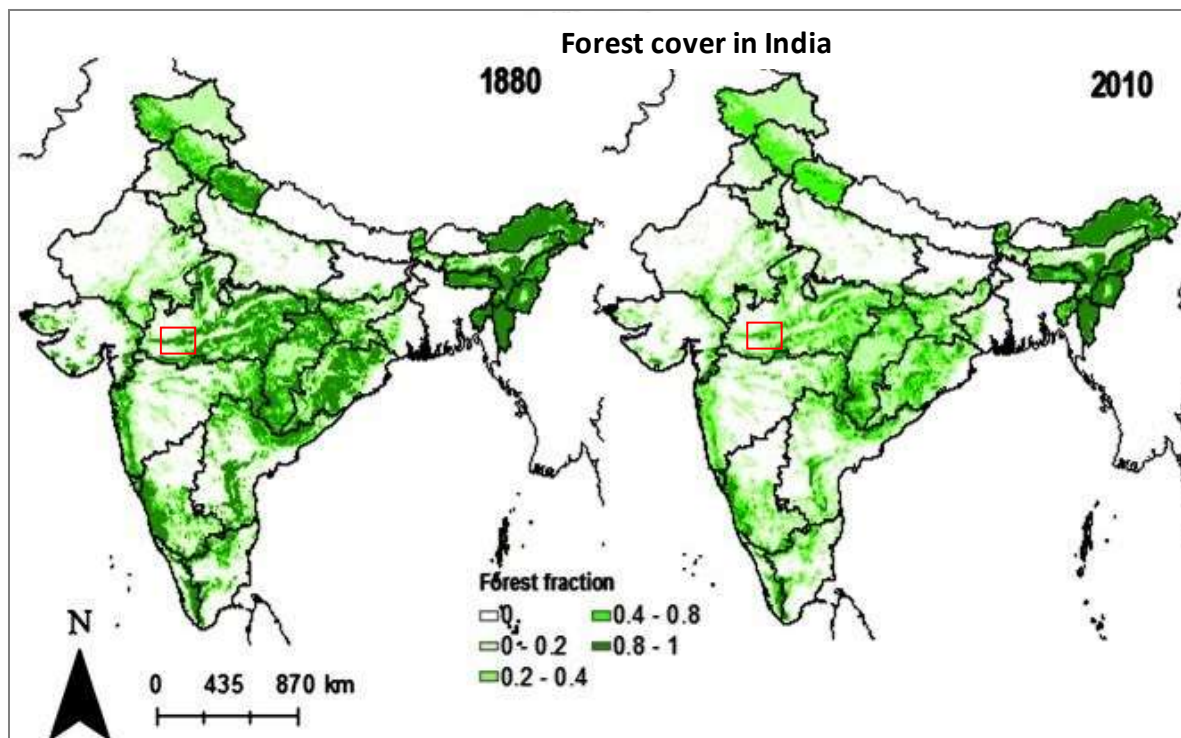 Forest cover in India
1880
2010
Forest fraction
0
0 - 0.2
0.2 - 0.4
0.4 - 0.8
0.8 - 1
N
0 435 870 km